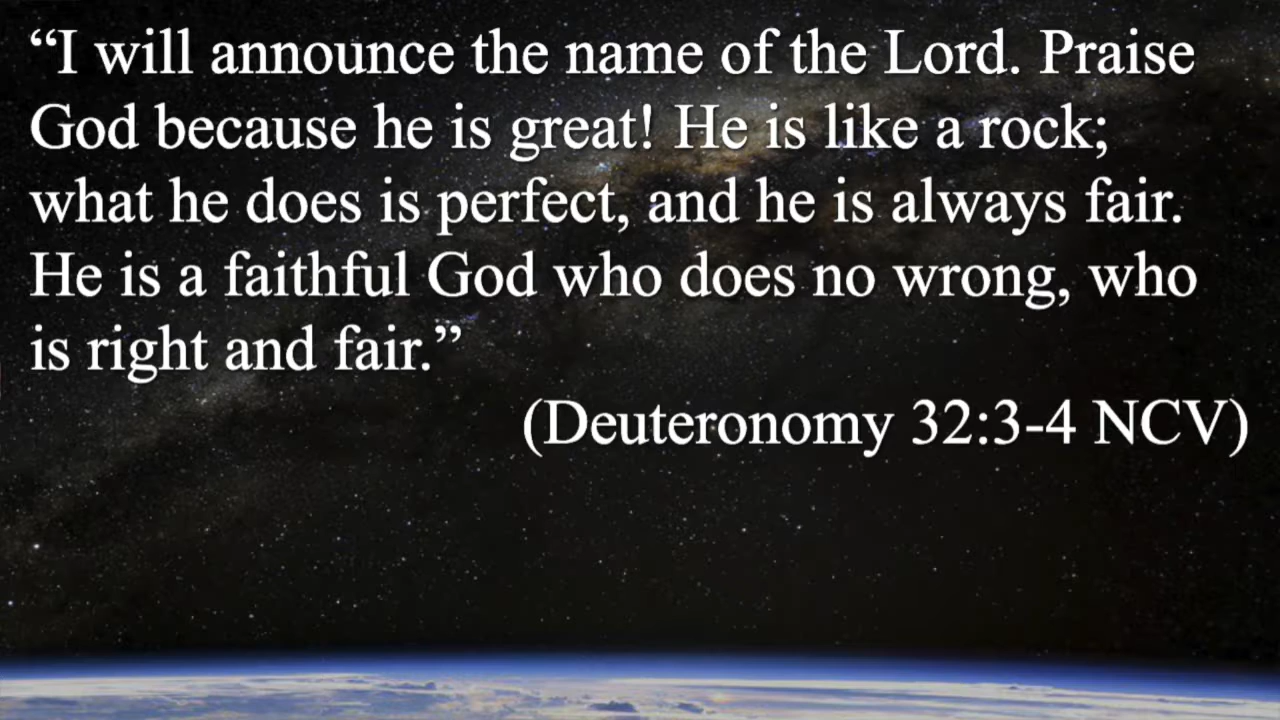 “I will announce the name of the Lord. Praise
God because he is great! He is like a rock;
what he does is perfect, and he is always fair.
He is a faithful God who does no wrong, who
is right and fair.”
(Deuteronomy 32:3-4 NCV)